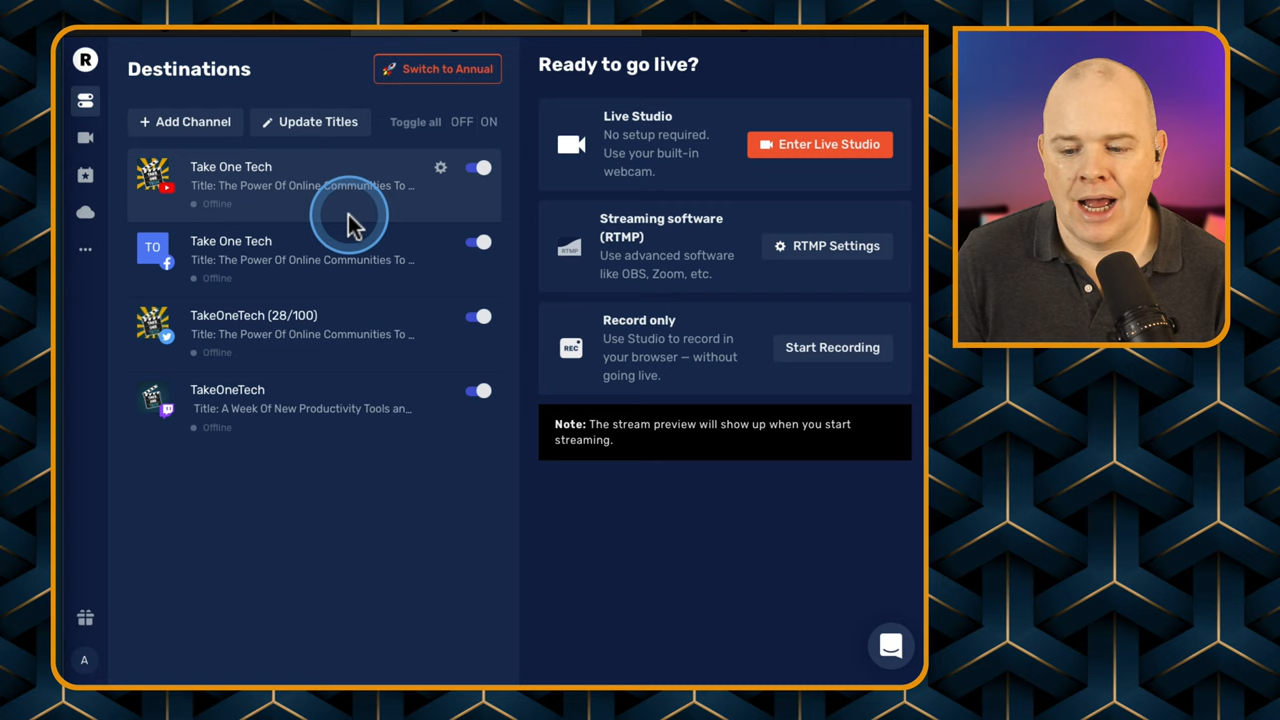 R
Destinations
Switch to Annual
+ Add Channel
Update Titles
Toggle all OFF ON
Take One Tech
Title: The Power Of Online Communities To ...
Offline
TO
Take One Tech
Title: The Power Of Online Communities To ...
Offline
TakeOneTech (28/100)
Title: The Power Of Online Communities To ...
Offline
TakeOneTech
Title: A Week Of New Productivity Tools an...
Offline
A
Ready to go live?
Live Studio
No setup required.
Use your built-in
webcam.
Enter Live Studio
RTMP
Streaming software
(RTMP)
Use advanced software
like OBS, Zoom, etc.
RTMP Settings
REC
Record only
Use Studio to record in
your browser — without
going live.
Start Recording
Note: The stream preview will show up when you start
streaming.